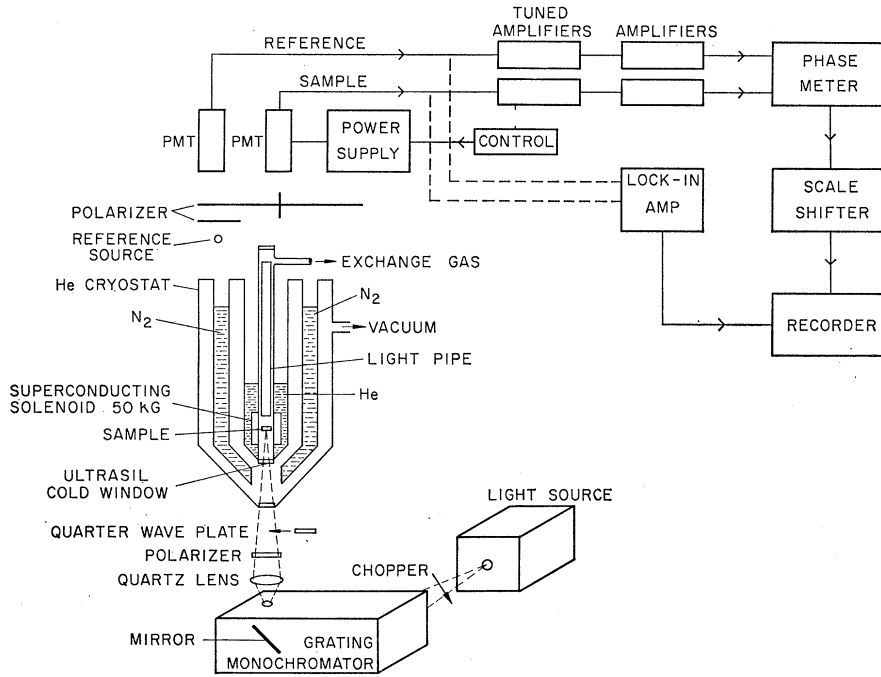 TUNED
AMPLIFIERS
AMPLIFIERS
REFERENCE
PHASE
METER
SAMPLE
PMT
PMT
POWER
SUPPLY
CONTROL
LOCK-IN
AMP
SCALE
SHIFTER
POLARIZER
REFERENCE
SOURCE
EXCHANGE GAS
He CRYOSTAT
N2
N2
VACUUM
RECORDER
LIGHT PIPE
SUPERCONDUCTING
SOLENOID 50 KG
He
SAMPLE
ULTRASIL
COLD WINDOW
LIGHT SOURCE
QUARTER WAVE PLATE
POLARIZER
CHOPPER
QUARTZ LENS
MIRROR
GRATING
MONOCHROMATOR